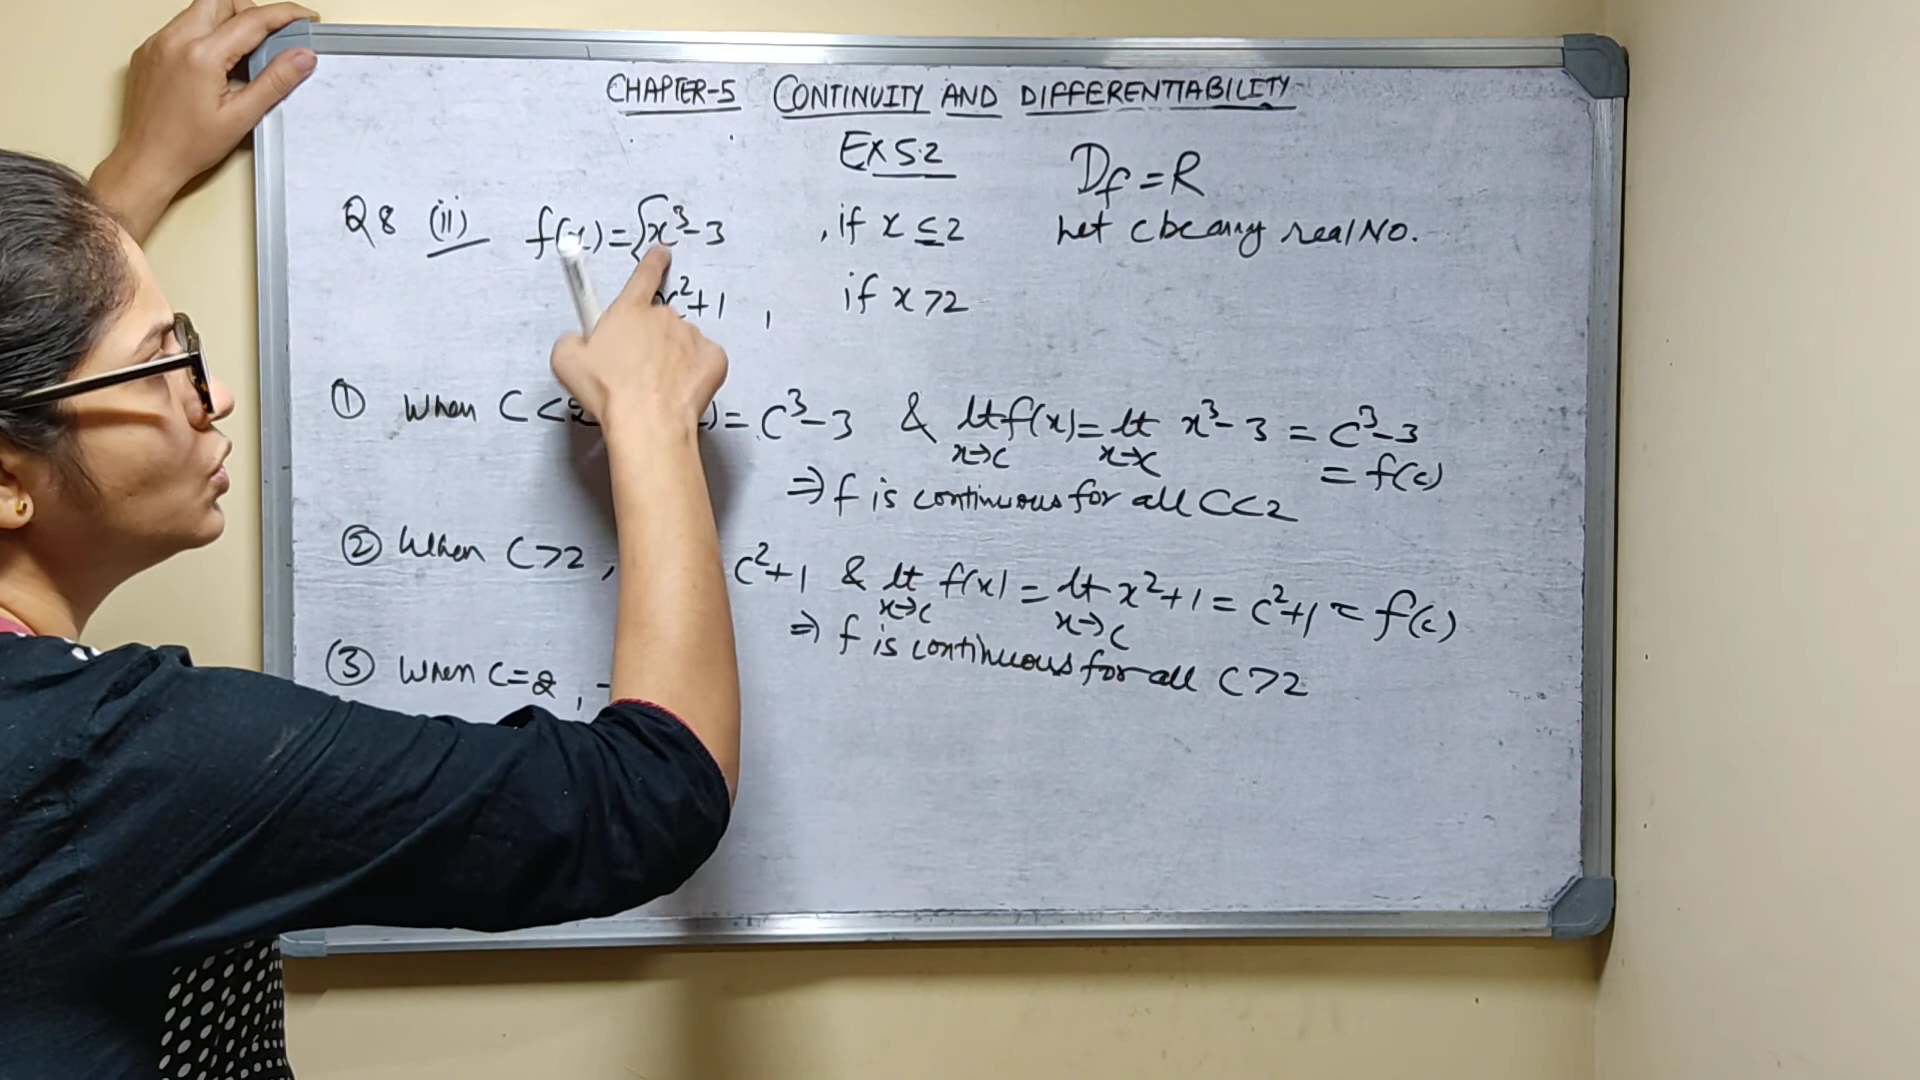 CHAPTER-5 CONTINUITY AND DIFFERENTIABILITY
EX 5.2
Df = R
Q8 (ii) f(x) = { x³-3 , if x ≤ 2
Let c be any real No.
x²+1 , if x > 2
① When C < 2 ) = C³-3 & lt x→c f(x) = lt x→c x³-3 = C³-3
= f(c)
⇒ f is continuous for all C<2
② When C>2 , c²+1 & lt x→c f(x) = lt x→c x²+1 = c²+1 = f(c)
⇒ f is continuous for all C>2
③ When C=2 ,